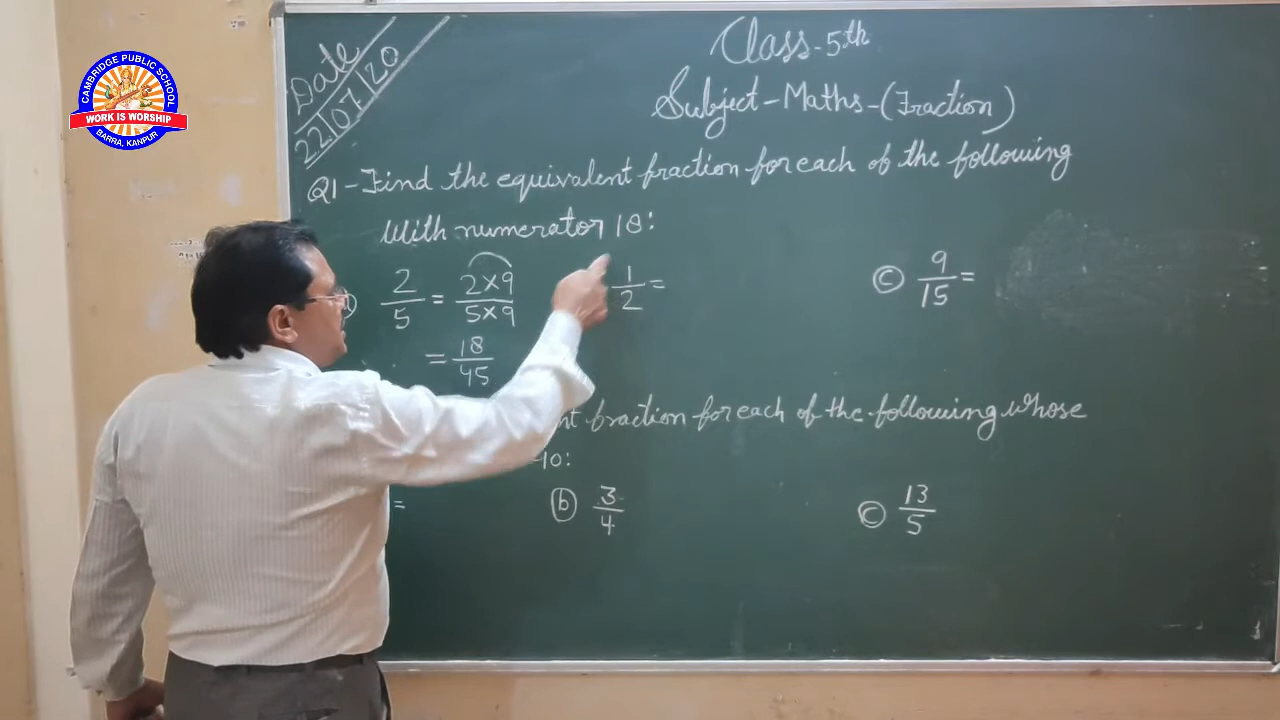 CAMBRIDGE PUBLIC SCHOOL
WORK IS WORSHIP
BARRA, KANPUR
Date
22/07/20
Class-5th
Subject-Maths-(Fraction)
Q1-Find the equivalent fraction for each of the following
With numerator 18:
2/5 = 2×9/5×9
= 18/45
1/2 =
c 9/15 =
fraction for each of the following whose
10:
=
b 3/4
c 13/5